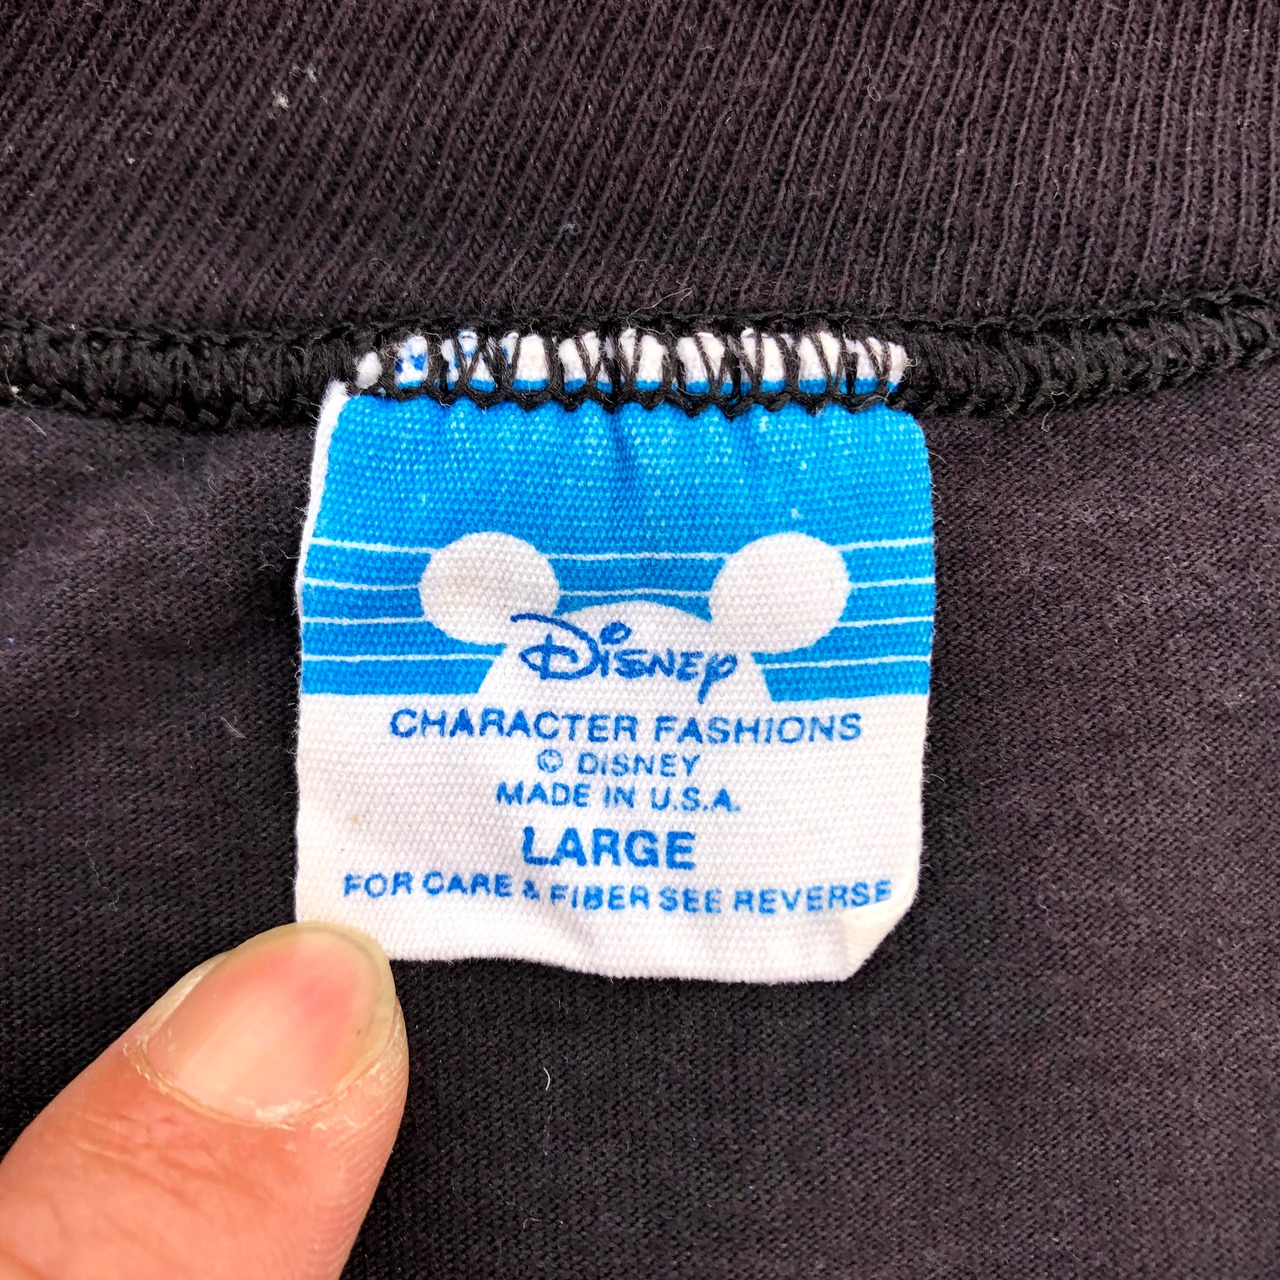 Disney
CHARACTER FASHIONS
© DISNEY
MADE IN U.S.A.
LARGE
FOR CARE & FIBER SEE REVERSE